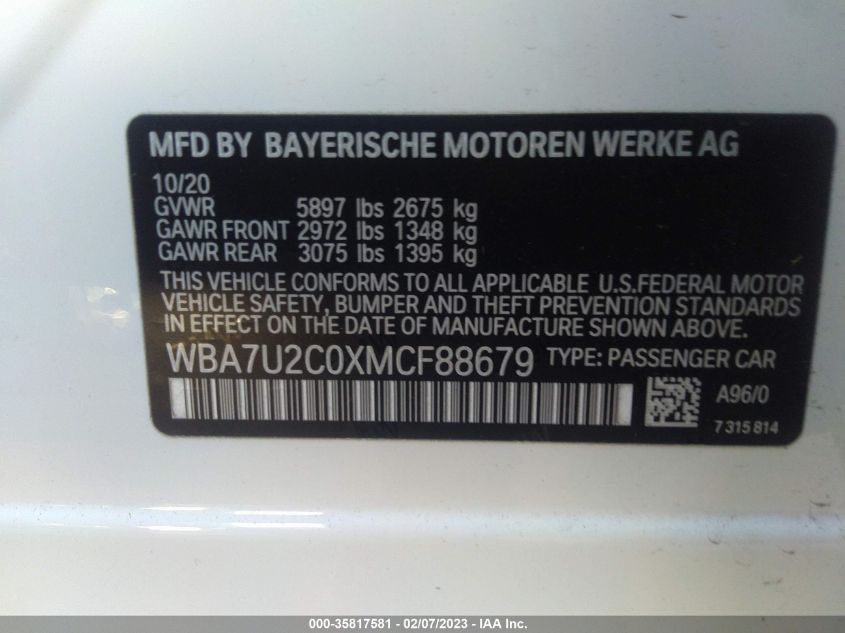 MFD BY BAYERISCHE MOTOREN WERKE AG
10/20
GVWR 5897 lbs 2675 kg
GAWR FRONT 2972 lbs 1348 kg
GAWR REAR 3075 lbs 1395 kg
THIS VEHICLE CONFORMS TO ALL APPLICABLE U.S.FEDERAL MOTOR
VEHICLE SAFETY, BUMPER AND THEFT PREVENTION STANDARDS
IN EFFECT ON THE DATE OF MANUFACTURE SHOWN ABOVE.
WBA7U2C0XMCF88679 TYPE: PASSENGER CAR
A96/0
7 315 814
000-35817581 - 02/07/2023 - IAA Inc.